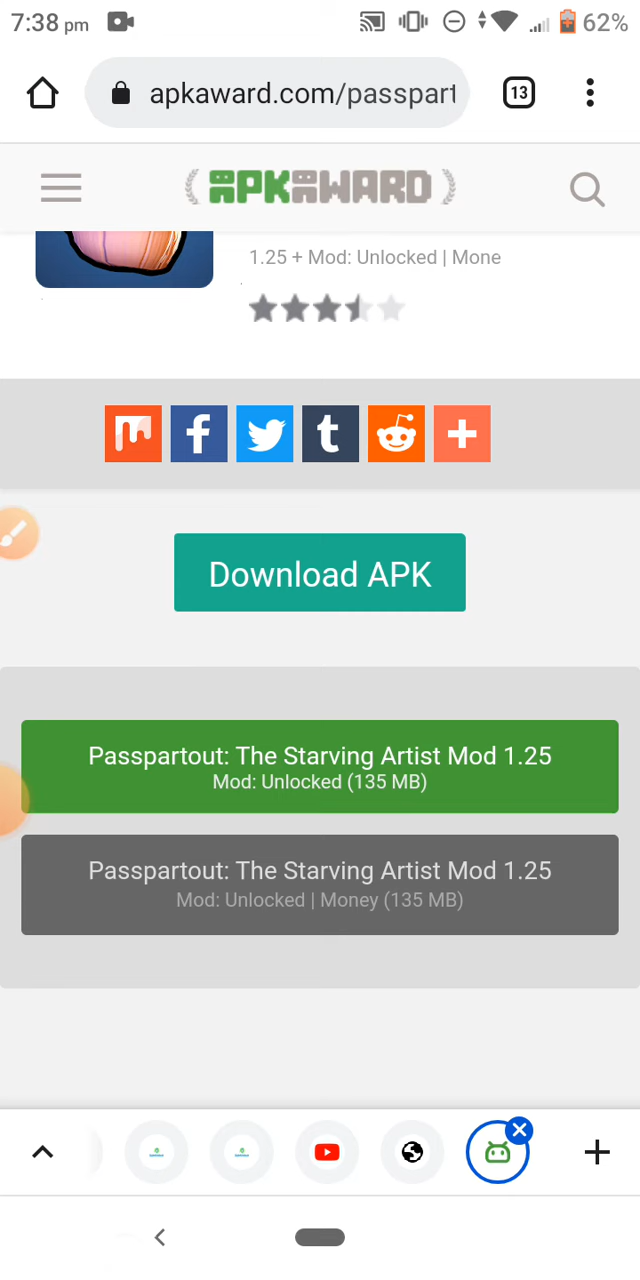 7:38 pm
62%
apkaward.com/passpart
13
APKAWARD
1.25 + Mod: Unlocked | Mone
Download APK
Passpartout: The Starving Artist Mod 1.25
Mod: Unlocked (135 MB)
Passpartout: The Starving Artist Mod 1.25
Mod: Unlocked | Money (135 MB)